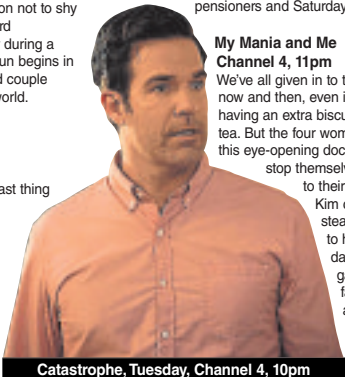 on not to shy
rd
during a
un begins in
d couple
world.
ast thing
pensioners and Saturday
My Mania and Me
Channel 4, 11pm
We've all given in to t
now and then, even i
having an extra biscu
tea. But the four wom
this eye-opening doc
stop themsel
to their
Kim
stea
to h
da
g
f
a
Catastrophe, Tuesday, Channel 4, 10pm